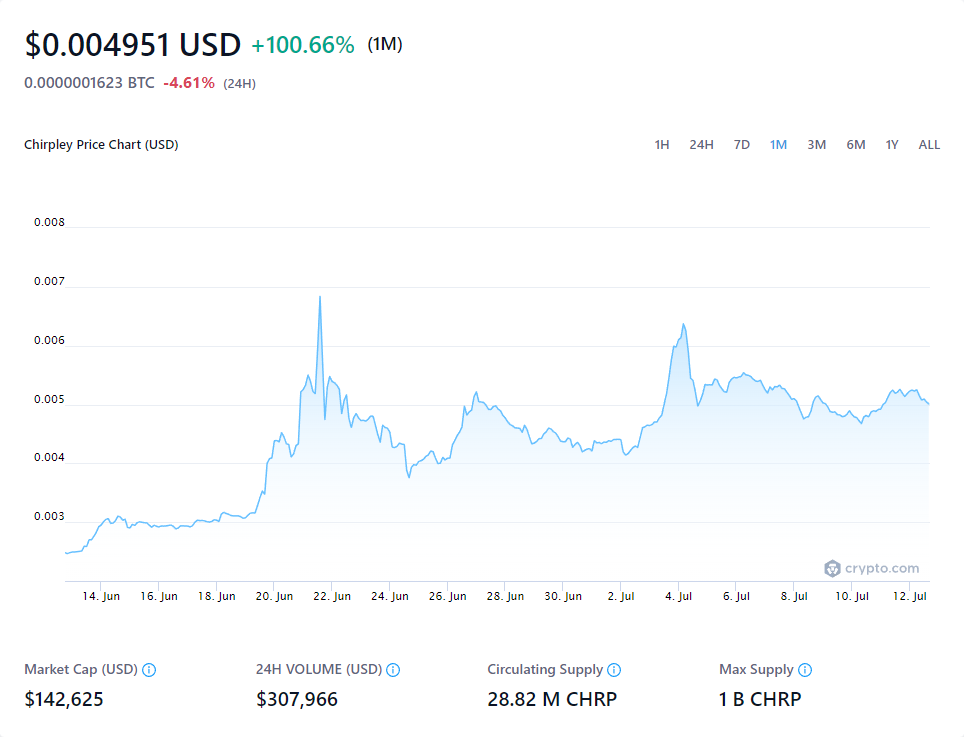 $0.004951 USD +100.66% (1M)
0.0000001623 BTC -4.61% (24H)
Chirpley Price Chart (USD) 1H 24H 7D 1M 3M 6M 1Y ALL
0.008
0.007
0.006
0.005
0.004
0.003
crypto.com
14. Jun 16. Jun 18. Jun 20. Jun 22. Jun 24. Jun 26. Jun 28. Jun 30. Jun 2. Jul 4. Jul 6. Jul 8. Jul 10. Jul 12. Jul
Market Cap (USD) 24H VOLUME (USD) Circulating Supply Max Supply
$142,625 $307,966 28.82 M CHRP 1 B CHRP